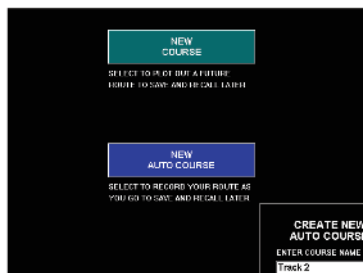 NEW
COURSE
SELECT TO PLOT OUT A FUTURE
ROUTE TO SAVE AND RECALL LATER
NEW
AUTO COURSE
SELECT TO RECORD YOUR ROUTE AS
YOU GO TO SAVE AND RECALL LATER
CREATE NEW
AUTO COURSE
ENTER COURSE NAME
Track 2